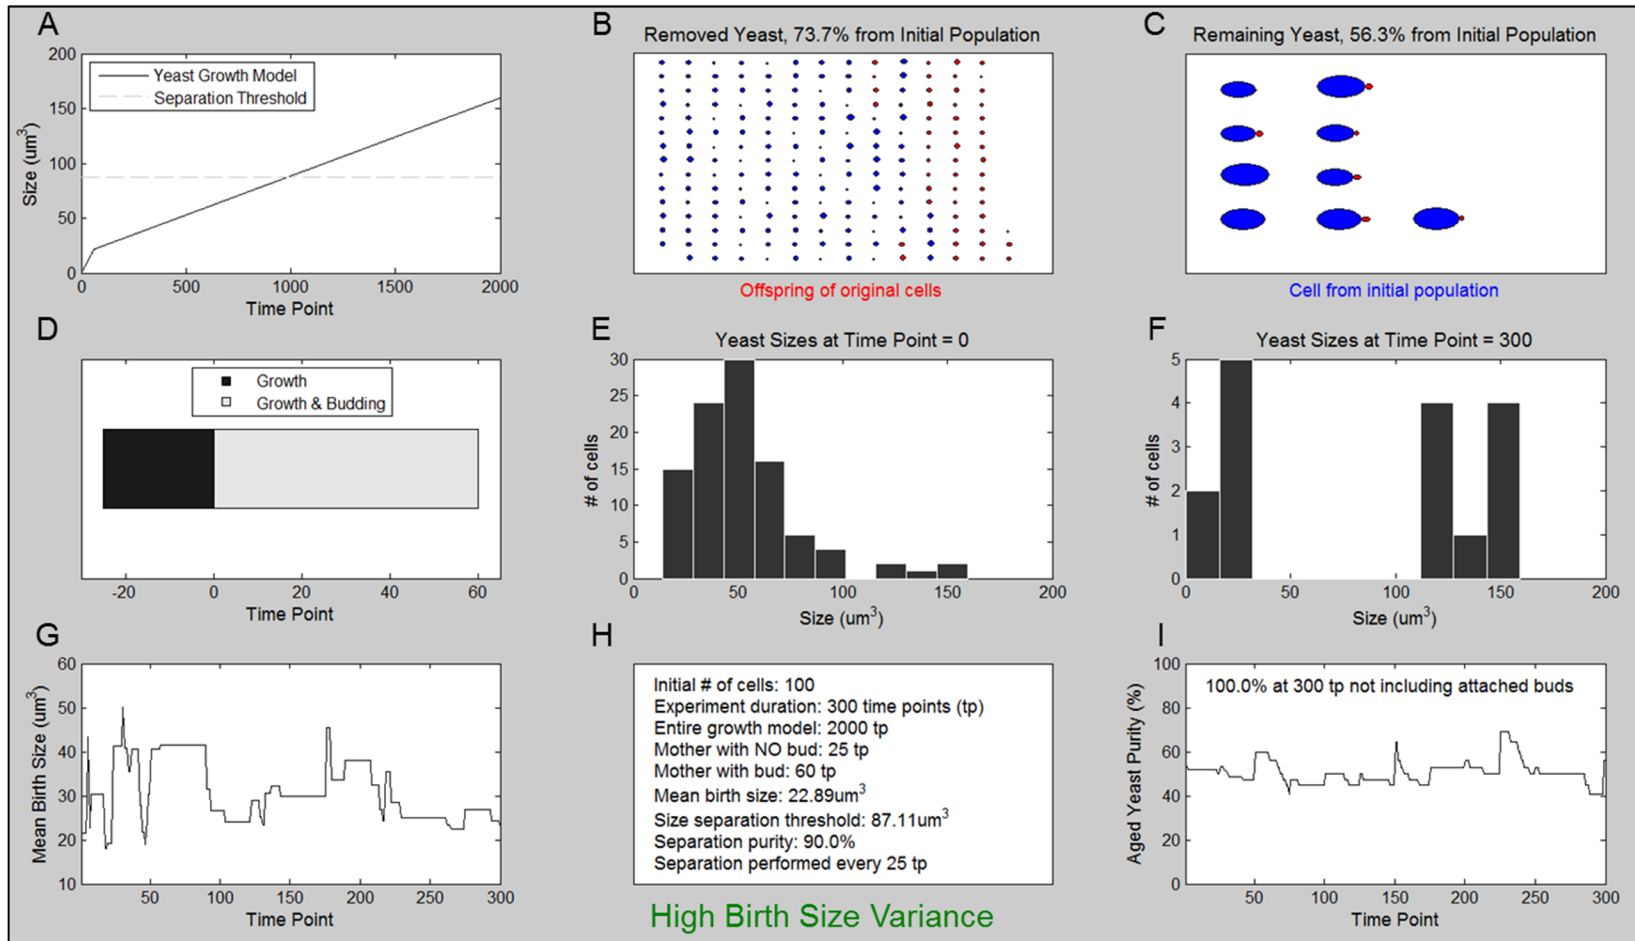 A
200
150
100
50
0
Size (um³)
Yeast Growth Model
Separation Threshold
0
500
1000
1500
2000
Time Point
B
Removed Yeast, 73.7% from Initial Population
Offspring of original cells
C
Remaining Yeast, 56.3% from Initial Population
Cell from initial population
D
Growth
Growth & Budding
-20
0
20
40
60
Time Point
E
Yeast Sizes at Time Point = 0
30
25
20
15
10
5
0
# of cells
0
50
100
150
200
Size (um³)
F
Yeast Sizes at Time Point = 300
5
4
4
2
1
0
# of cells
0
50
100
150
200
Size (um³)
G
60
50
40
30
20
10
Mean Birth Size (um³)
50
100
150
200
250
300
Time Point
H
Initial # of cells: 100
Experiment duration: 300 time points (tp)
Entire growth model: 2000 tp
Mother with NO bud: 25 tp
Mother with bud: 60 tp
Mean birth size: 22.89um³
Size separation threshold: 87.11um³
Separation purity: 90.0%
Separation performed every 25 tp
High Birth Size Variance
I
100
80
60
40
20
0
Aged Yeast Purity (%)
100.0% at 300 tp not including attached buds
0
50
100
150
200
250
300
Time Point